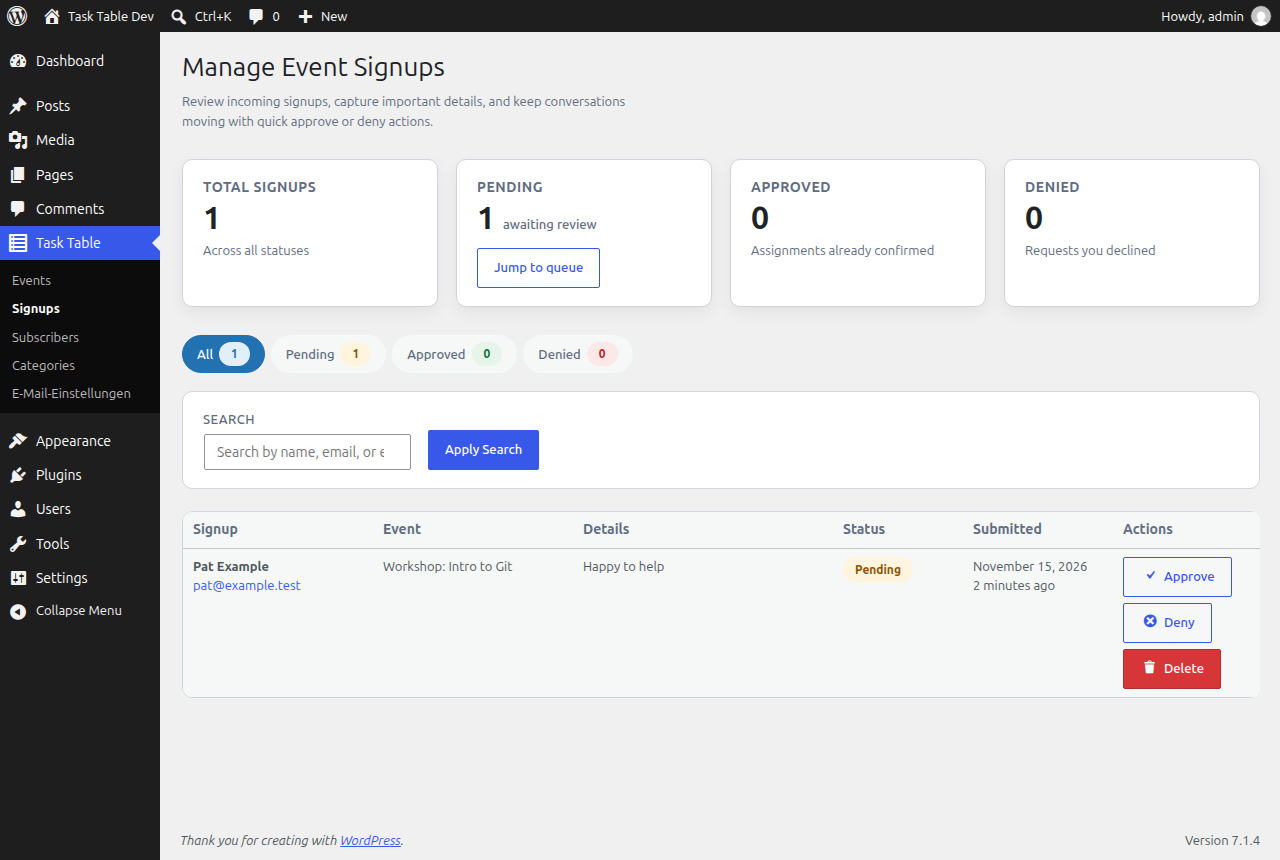 Task Table Dev Ctrl+K 0 New Howdy, admin
Dashboard
Posts
Media
Pages
Comments
Task Table
Events
Signups
Subscribers
Categories
E-Mail-Einstellungen
Appearance
Plugins
Users
Tools
Settings
Collapse Menu
Manage Event Signups
Review incoming signups, capture important details, and keep conversations
moving with quick approve or deny actions.
TOTAL SIGNUPS
1
Across all statuses
PENDING
1 awaiting review
Jump to queue
APPROVED
0
Assignments already confirmed
DENIED
0
Requests you declined
All 1 Pending 1 Approved 0 Denied 0
SEARCH
Search by name, email, or e
Apply Search
Signup Event Details Status Submitted Actions
Pat Example Workshop: Intro to Git Happy to help Pending November 15, 2026
pat@example.test 2 minutes ago
Approve
Deny
Delete
Thank you for creating with WordPress. Version 7.1.4